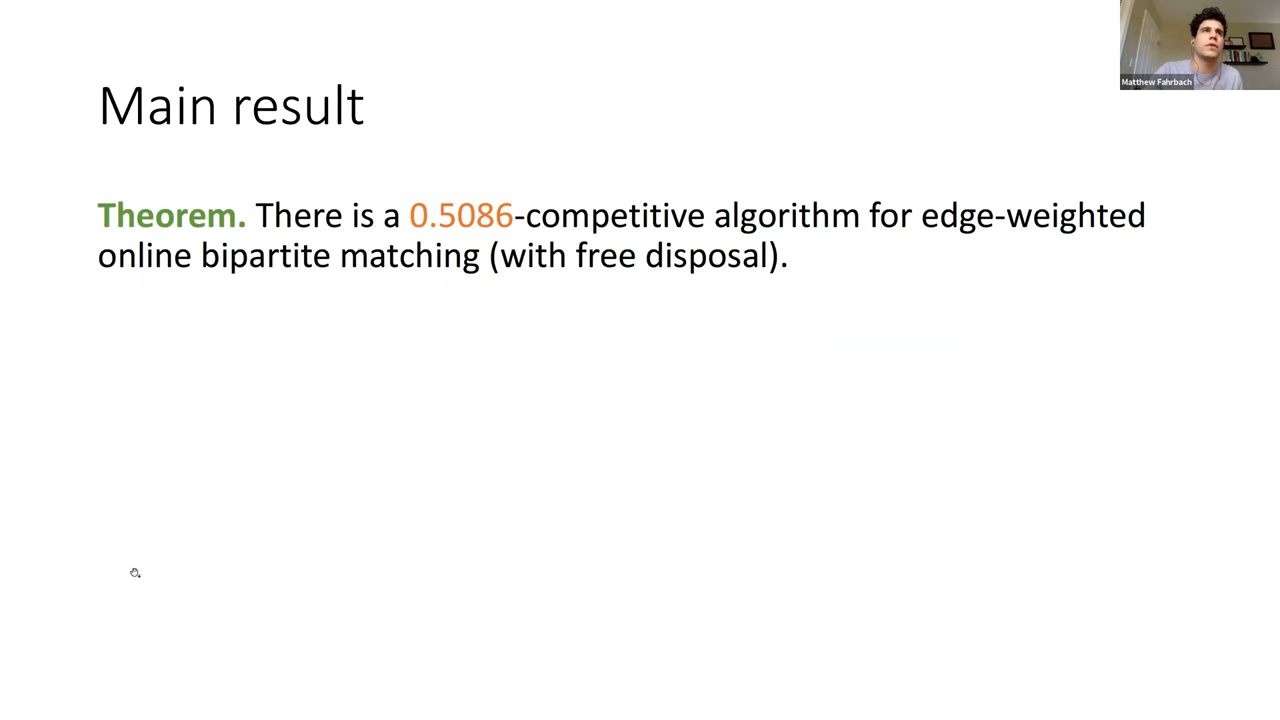 Matthew Fahrbach
Main result
Theorem. There is a 0.5086-competitive algorithm for edge-weighted
online bipartite matching (with free disposal).